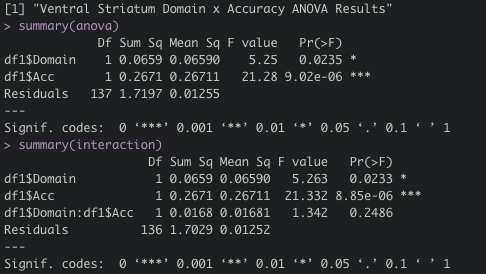 [1] "Ventral Striatum Domain x Accuracy ANOVA Results"
> summary(anova)
             Df Sum Sq Mean Sq F value   Pr(>F)
df1$Domain    1 0.0659 0.06590    5.25   0.0235 *
df1$Acc       1 0.2671 0.26711   21.28 9.02e-06 ***
Residuals   137 1.7197 0.01255
---
Signif. codes:  0 ‘***’ 0.001 ‘**’ 0.01 ‘*’ 0.05 ‘.’ 0.1 ‘ ’ 1
> summary(interaction)
                    Df Sum Sq Mean Sq F value   Pr(>F)
df1$Domain           1 0.0659 0.06590   5.263   0.0233 *
df1$Acc              1 0.2671 0.26711  21.332 8.85e-06 ***
df1$Domain:df1$Acc   1 0.0168 0.01681   1.342   0.2486
Residuals          136 1.7029 0.01252
---
Signif. codes:  0 ‘***’ 0.001 ‘**’ 0.01 ‘*’ 0.05 ‘.’ 0.1 ‘ ’ 1